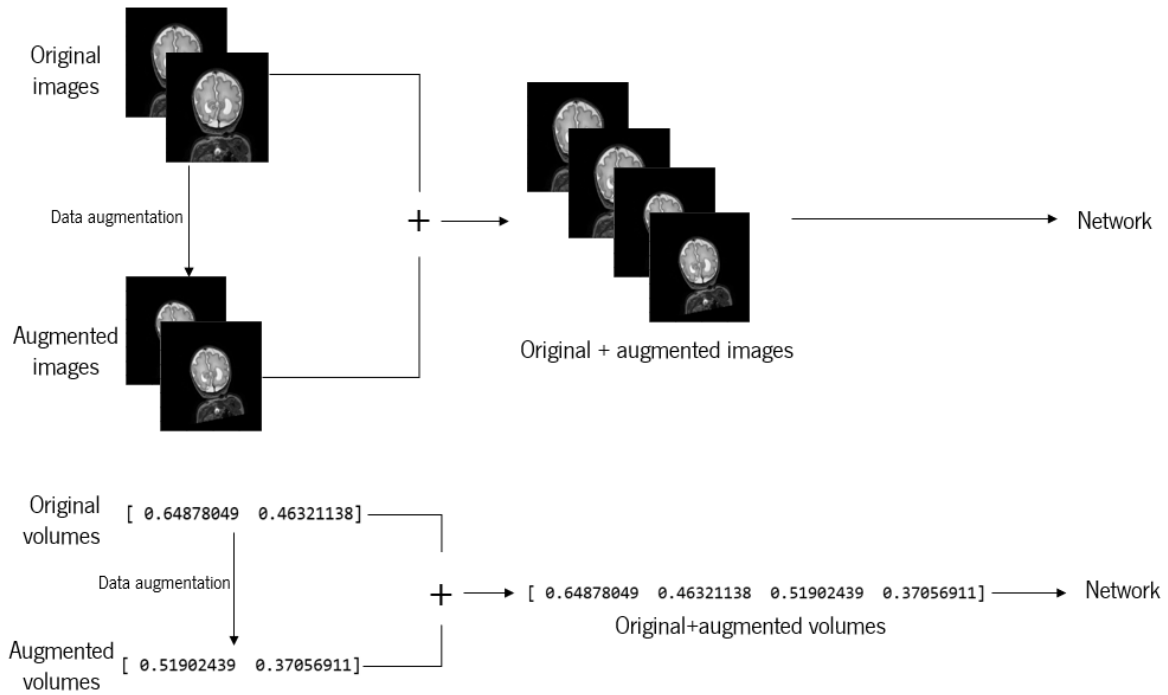 Original
images
Data augmentation
+
Network
Augmented
images
Original + augmented images
Original
volumes
[ 0.64878049 0.46321138]
Data augmentation
+
[ 0.64878049 0.46321138 0.51902439 0.37056911]
Network
Original+augmented volumes
Augmented
volumes
[ 0.51902439 0.37056911]